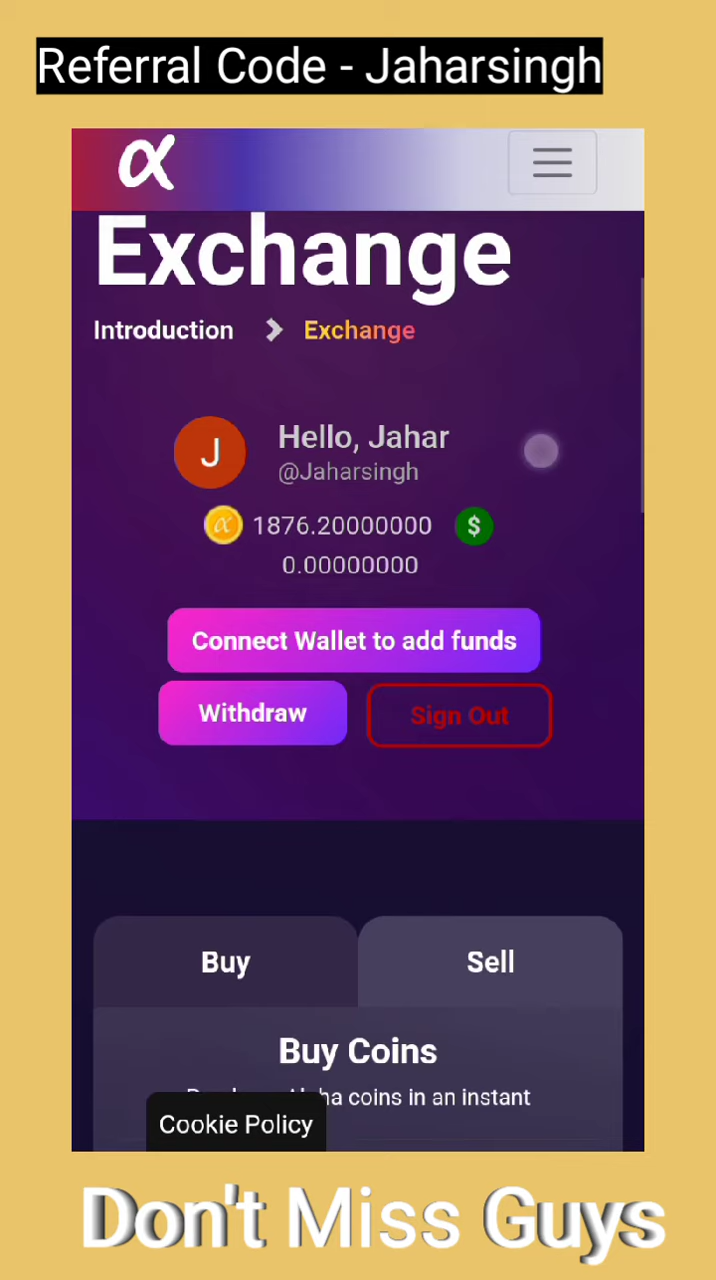 Referral Code - Jaharsingh
α
Exchange
Introduction > Exchange
J
Hello, Jahar
@Jaharsingh
α 1876.20000000 $
0.00000000
Connect Wallet to add funds
Withdraw
Sign Out
Buy
Sell
Buy Coins
coins in an instant
Cookie Policy
Don't Miss Guys